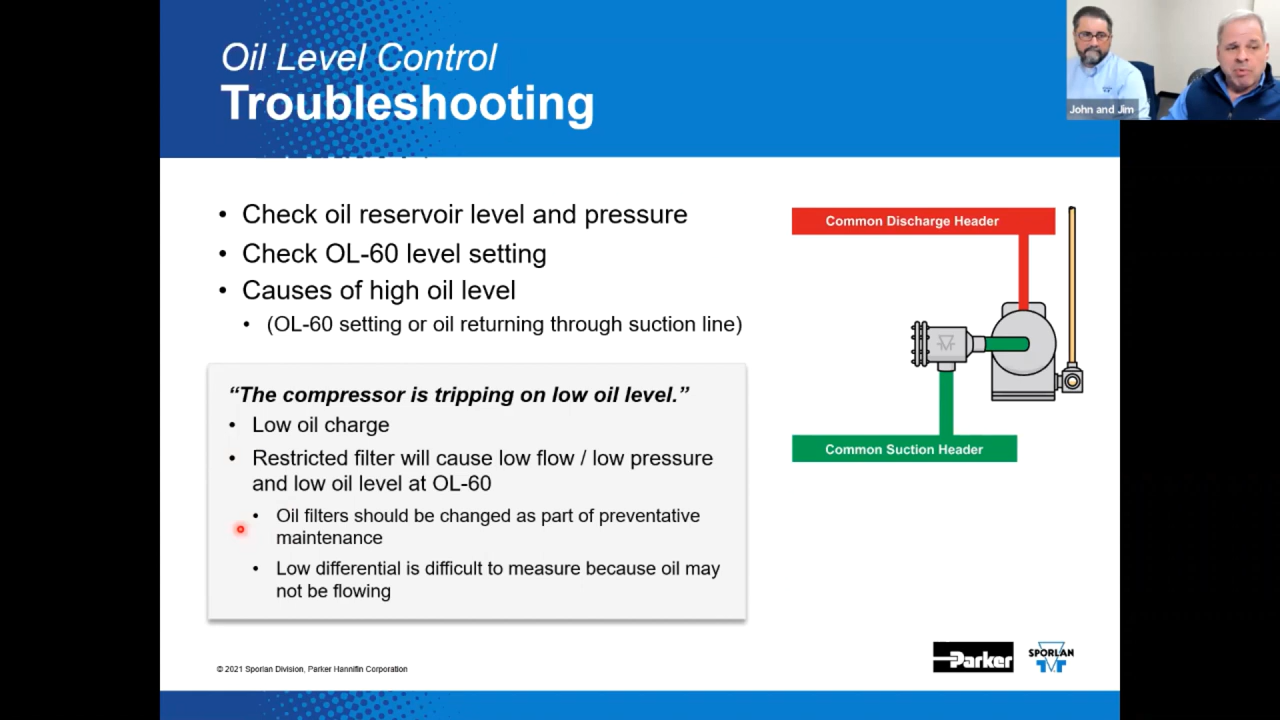 Oil Level Control
Troubleshooting
John and Jim
• Check oil reservoir level and pressure
• Check OL-60 level setting
• Causes of high oil level
• (OL-60 setting or oil returning through suction line)
“The compressor is tripping on low oil level.”
• Low oil charge
• Restricted filter will cause low flow / low pressure
and low oil level at OL-60
• Oil filters should be changed as part of preventative
maintenance
• Low differential is difficult to measure because oil may
not be flowing
Common Discharge Header
Common Suction Header
© 2021 Sporlan Division, Parker Hannifin Corporation
Parker
SPORLAN